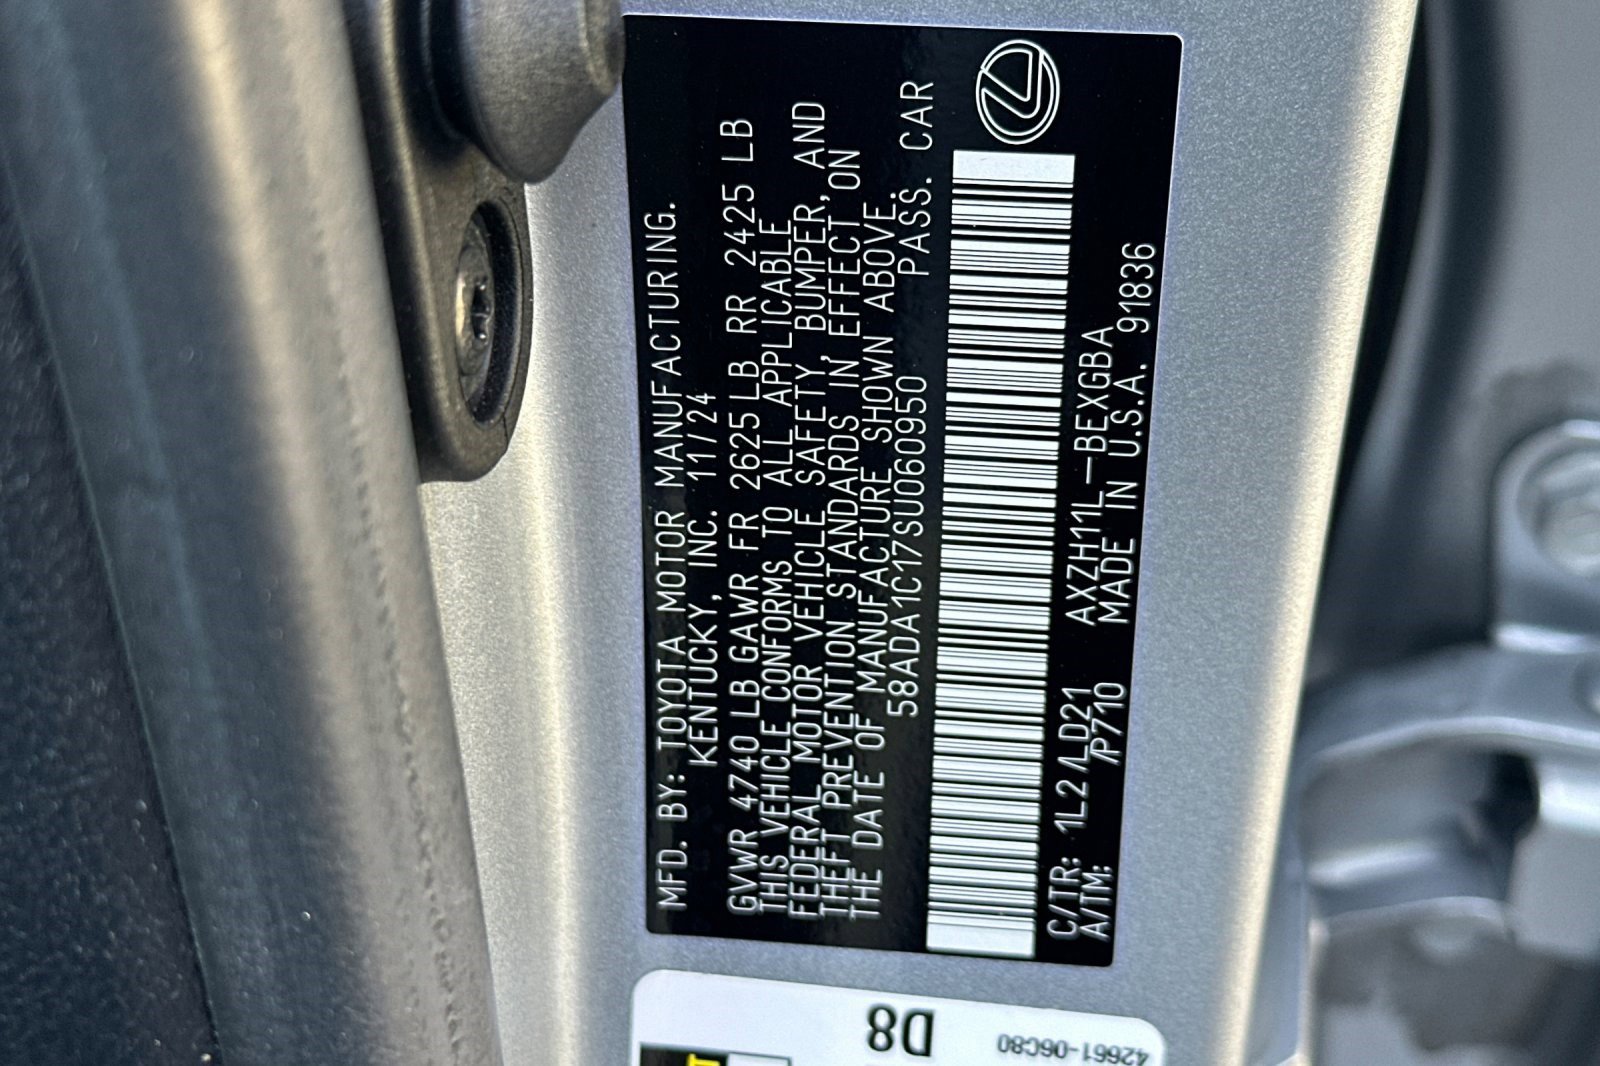 MFD. BY: TOYOTA MOTOR MANUFACTURING.
KENTUCKY, INC. 11/24
GVWR 4740 LB GAWR FR 2625 LB RR 2425 LB
THIS VEHICLE CONFORMS TO ALL APPLICABLE
FEDERAL MOTOR VEHICLE SAFETY, BUMPER, AND
THEFT PREVENTION STANDARDS IN EFFECT ON
THE DATE OF MANUFACTURE SHOWN ABOVE.
58ADA1C17SU060950 PASS. CAR
C/TR: 1L2/LD21 AXZH11L-BEXGBA
A/TM: /P710 MADE IN U.S.A. 91836
42661-06C80
D8